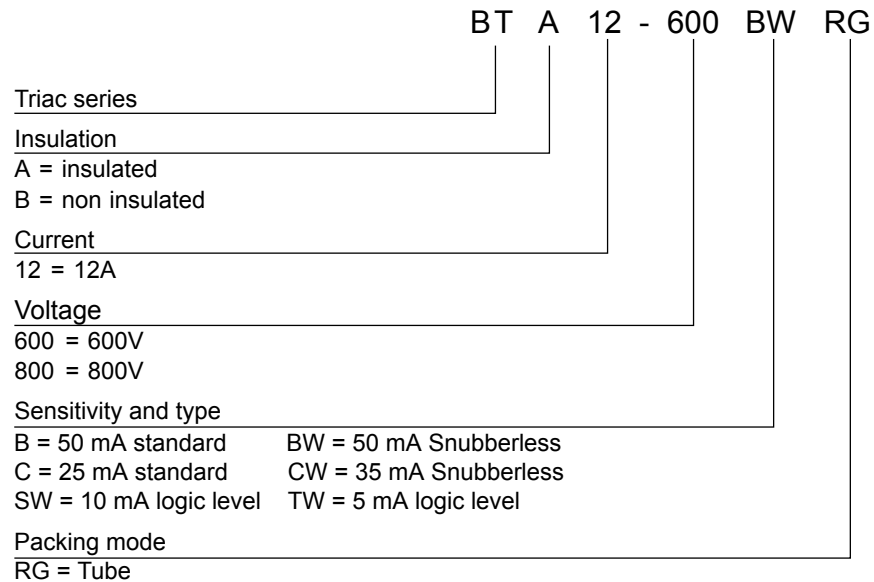 BT A 12 - 600 BW RG
Triac series
Insulation
A = insulated
B = non insulated
Current
12 = 12A
Voltage
600 = 600V
800 = 800V
Sensitivity and type
B = 50 mA standard BW = 50 mA Snubberless
C = 25 mA standard CW = 35 mA Snubberless
SW = 10 mA logic level TW = 5 mA logic level
Packing mode
RG = Tube